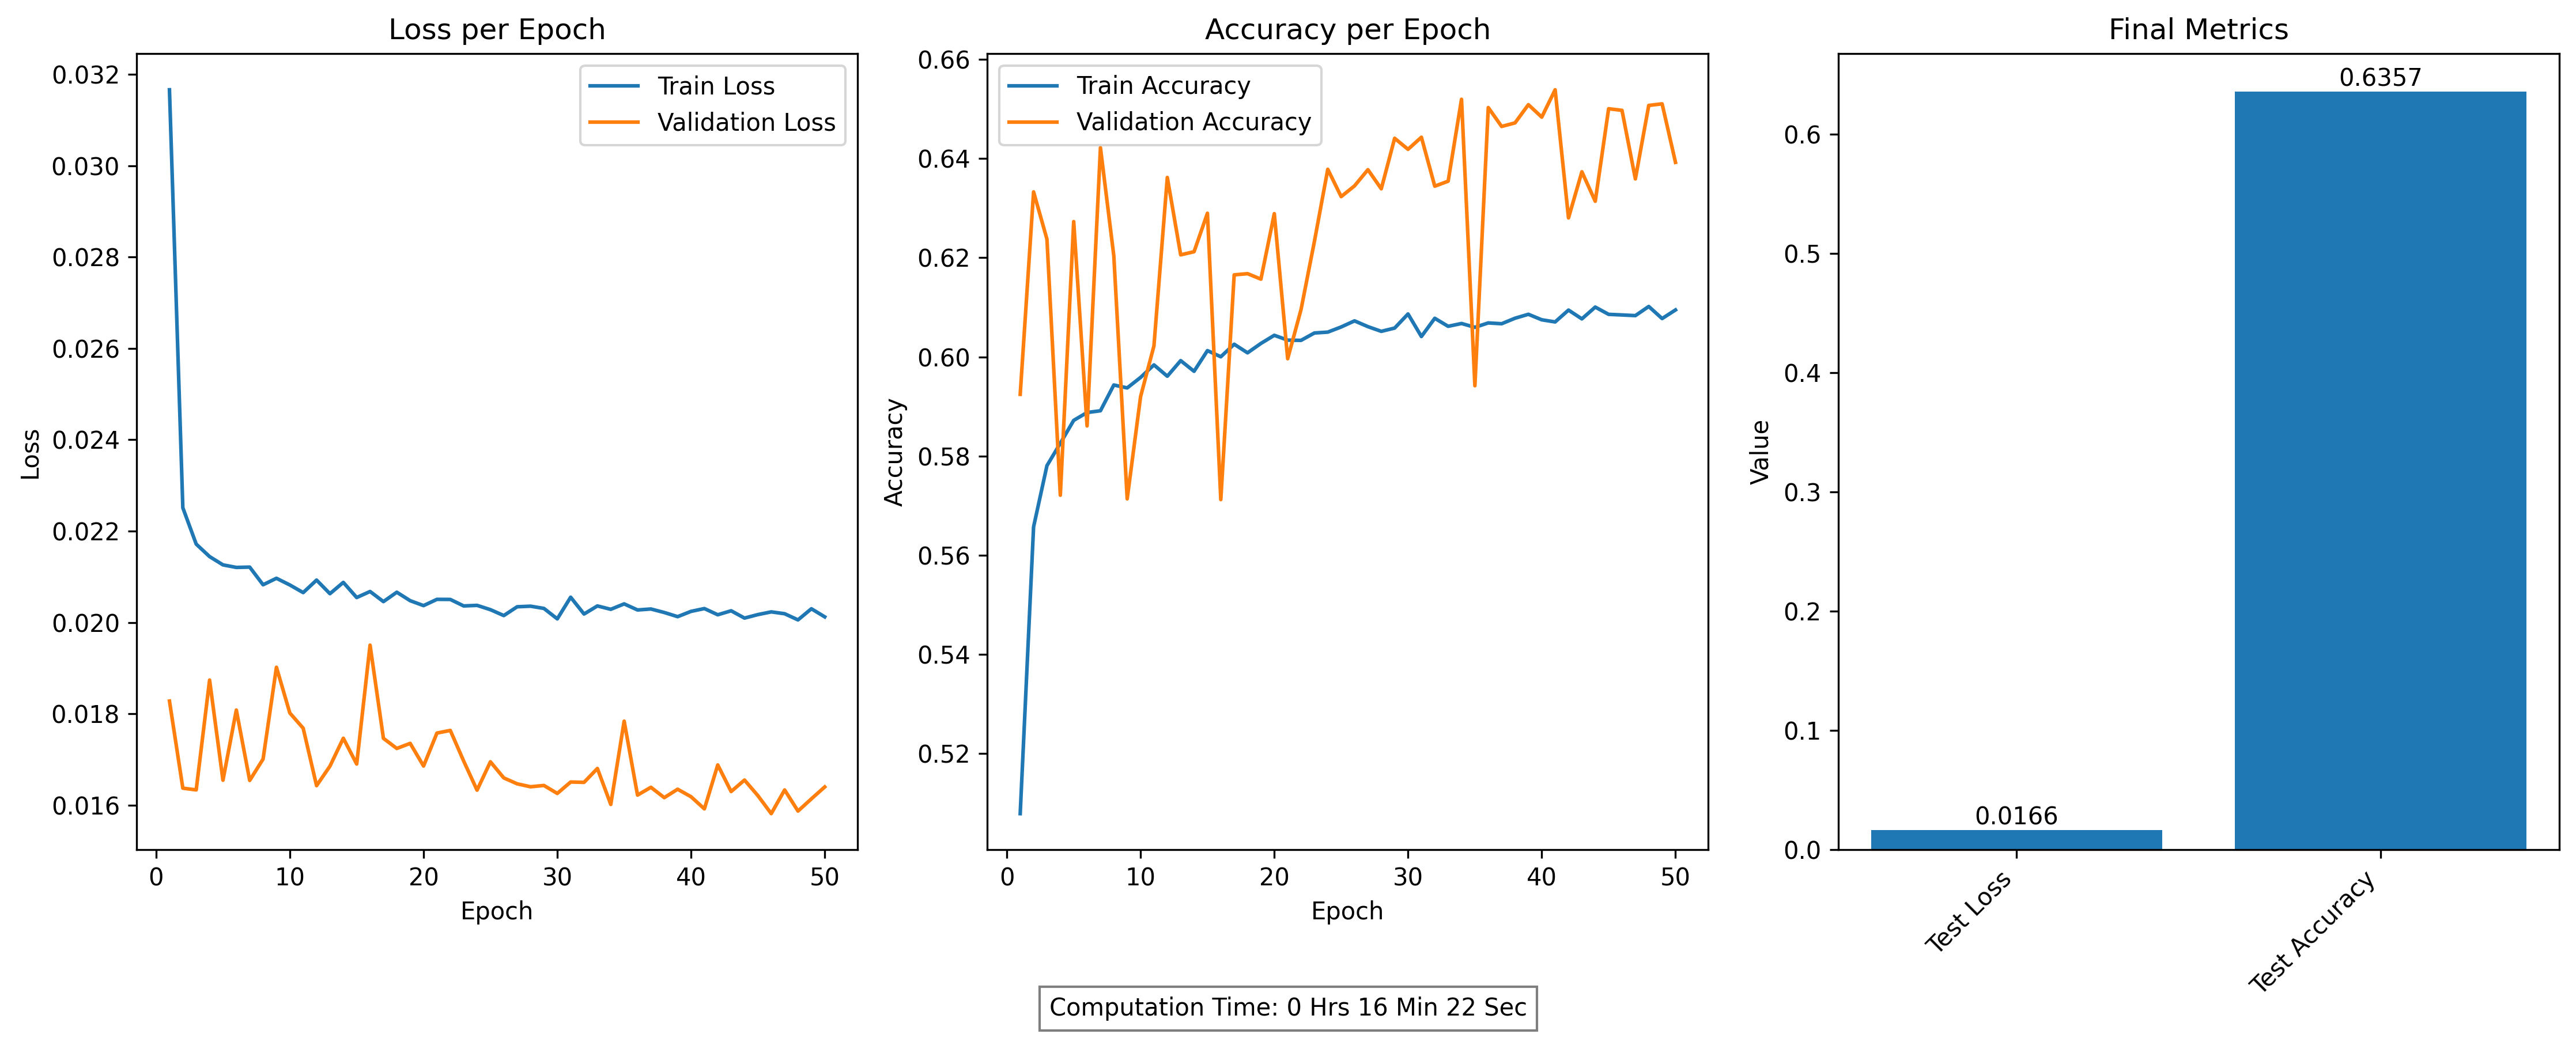 Loss per Epoch
0.032
0.030
0.028
0.026
0.024
0.022
0.020
0.018
0.016
Loss
0
10
20
30
40
50
Epoch
Train Loss
Validation Loss
Accuracy per Epoch
0.66
0.64
0.62
0.60
0.58
0.56
0.54
0.52
Accuracy
0
10
20
30
40
50
Epoch
Train Accuracy
Validation Accuracy
Final Metrics
0.6
0.5
0.4
0.3
0.2
0.1
0.0
Value
0.0166
0.6357
Test Loss
Test Accuracy
Computation Time: 0 Hrs 16 Min 22 Sec